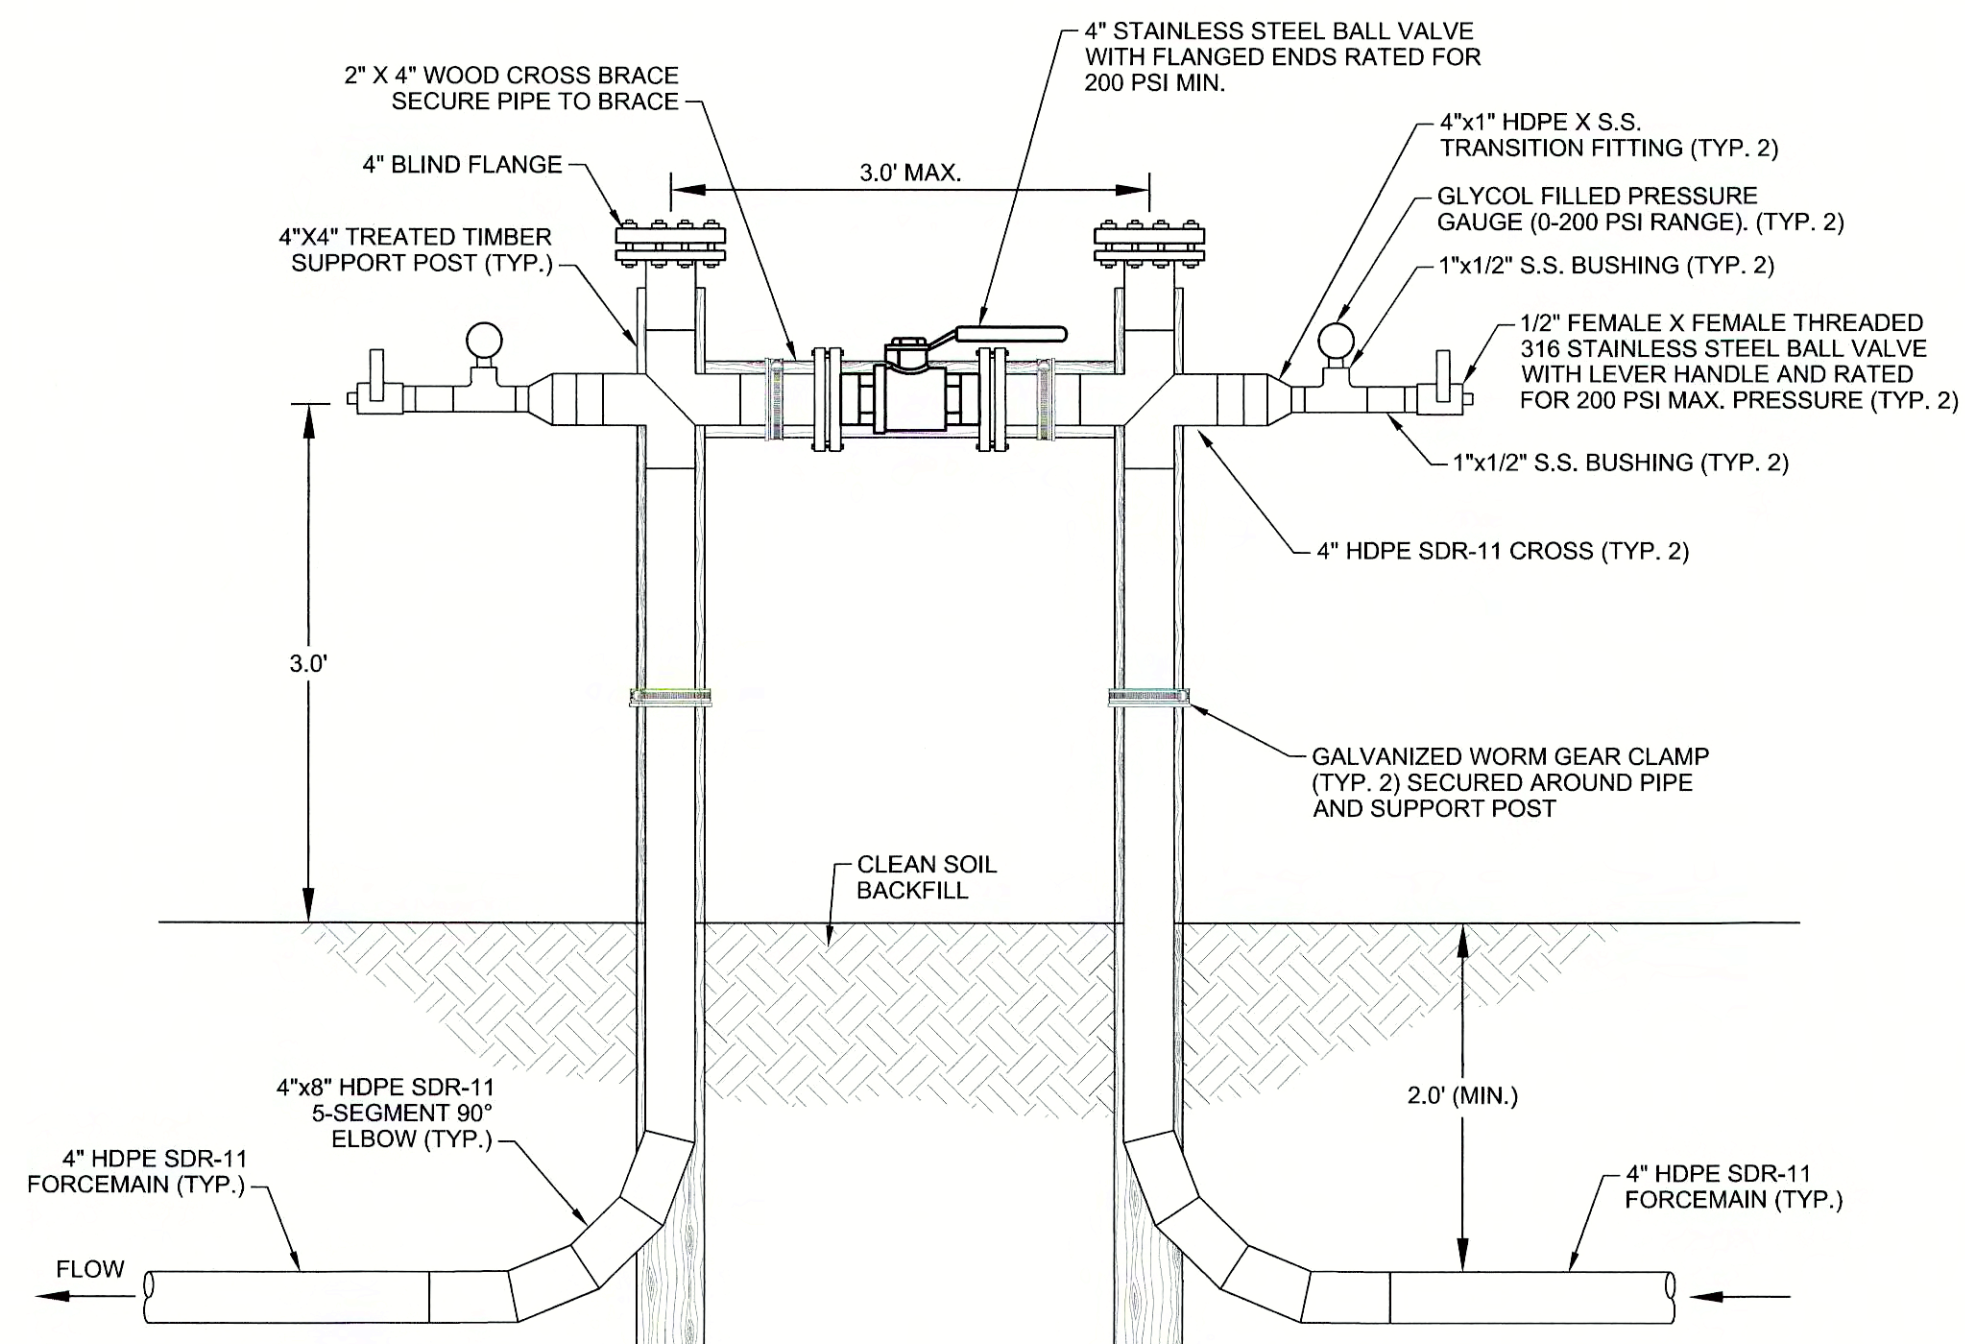 4" STAINLESS STEEL BALL VALVE
WITH FLANGED ENDS RATED FOR
200 PSI MIN.
2" X 4" WOOD CROSS BRACE
SECURE PIPE TO BRACE
4" BLIND FLANGE
3.0' MAX.
4"x1" HDPE X S.S.
TRANSITION FITTING (TYP. 2)
GLYCOL FILLED PRESSURE
GAUGE (0-200 PSI RANGE). (TYP. 2)
4"X4" TREATED TIMBER
SUPPORT POST (TYP.)
1"x1/2" S.S. BUSHING (TYP. 2)
1/2" FEMALE X FEMALE THREADED
316 STAINLESS STEEL BALL VALVE
WITH LEVER HANDLE AND RATED
FOR 200 PSI MAX. PRESSURE (TYP. 2)
1"x1/2" S.S. BUSHING (TYP. 2)
4" HDPE SDR-11 CROSS (TYP. 2)
3.0'
GALVANIZED WORM GEAR CLAMP
(TYP. 2) SECURED AROUND PIPE
AND SUPPORT POST
CLEAN SOIL
BACKFILL
4"x8" HDPE SDR-11
5-SEGMENT 90°
ELBOW (TYP.)
2.0' (MIN.)
4" HDPE SDR-11
FORCEMAIN (TYP.)
4" HDPE SDR-11
FORCEMAIN (TYP.)
FLOW